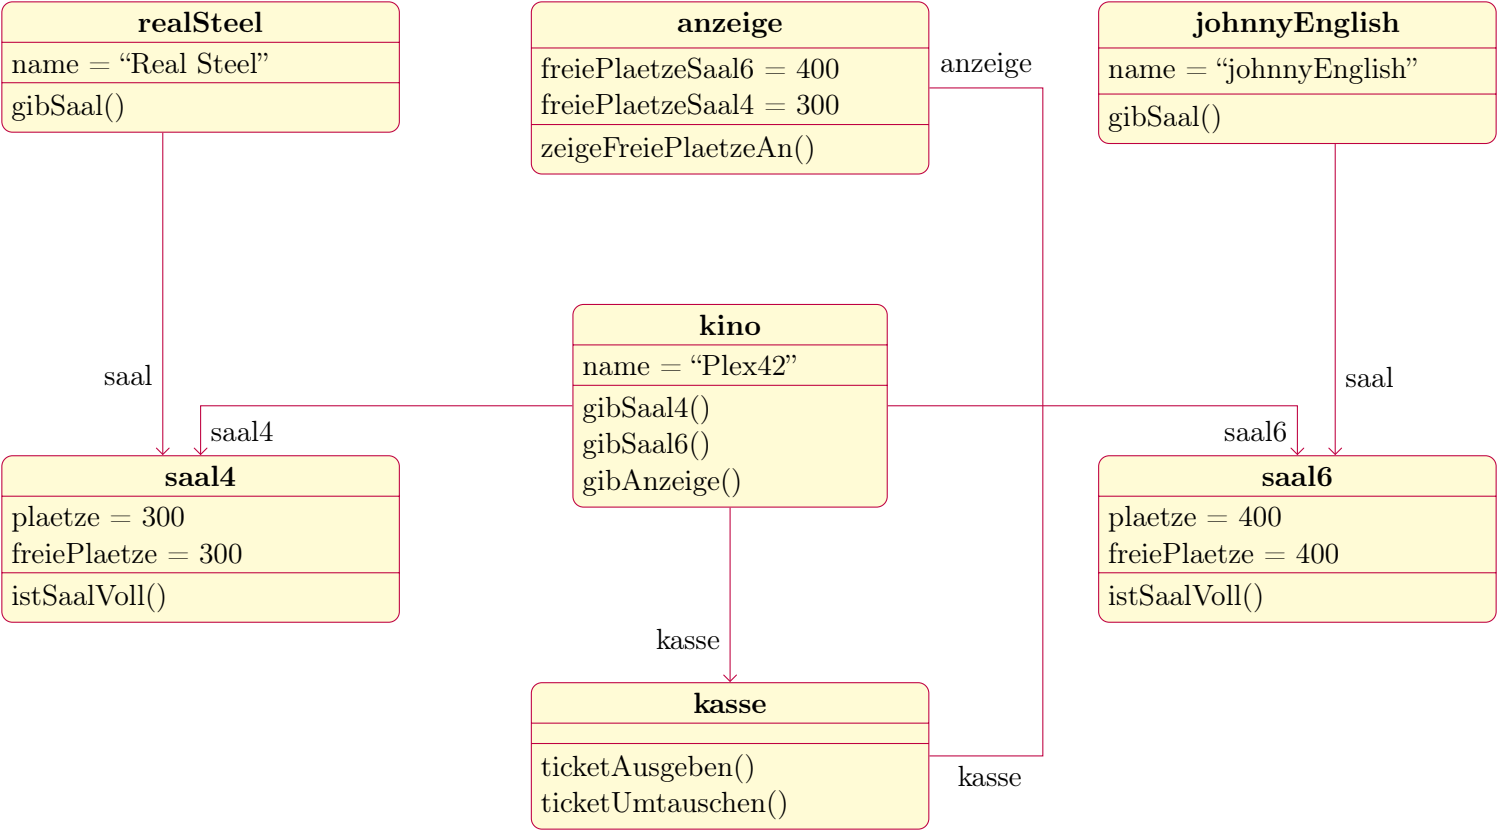 realSteel
name = “Real Steel”
gibSaal()
anzeige
freiePlaetzeSaal6 = 400
freiePlaetzeSaal4 = 300
zeigeFreiePlaetzeAn()
anzeige
johnnyEnglish
name = “johnnyEnglish”
gibSaal()
kino
name = “Plex42”
gibSaal4()
gibSaal6()
gibAnzeige()
saal
saal4
saal6
saal
saal4
plaetze = 300
freiePlaetze = 300
istSaalVoll()
saal6
plaetze = 400
freiePlaetze = 400
istSaalVoll()
kasse
kasse
ticketAusgeben()
ticketUmtauschen()
kasse